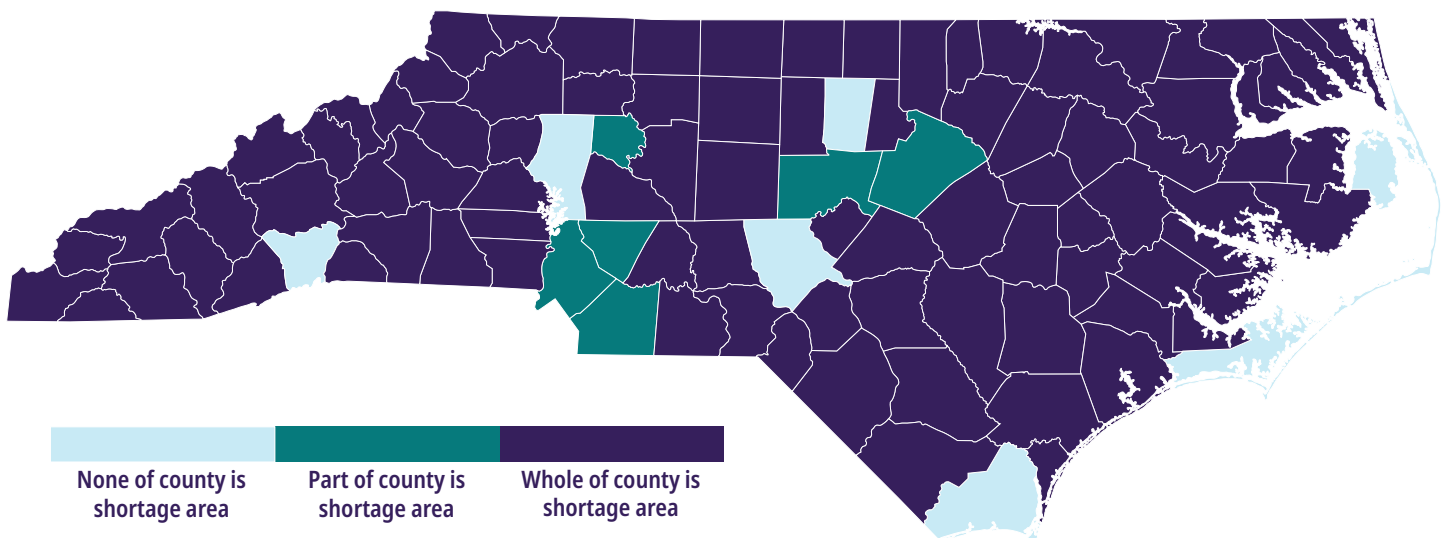 None of county is
shortage area
Part of county is
shortage area
Whole of county is
shortage area